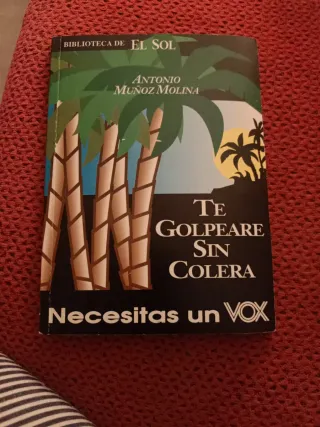 BIBLIOTECA DE EL SOL
ANTONIO
MUÑOZ MOLINA
TE
GOLPEARE
SIN
COLERA
Necesitas un VOX